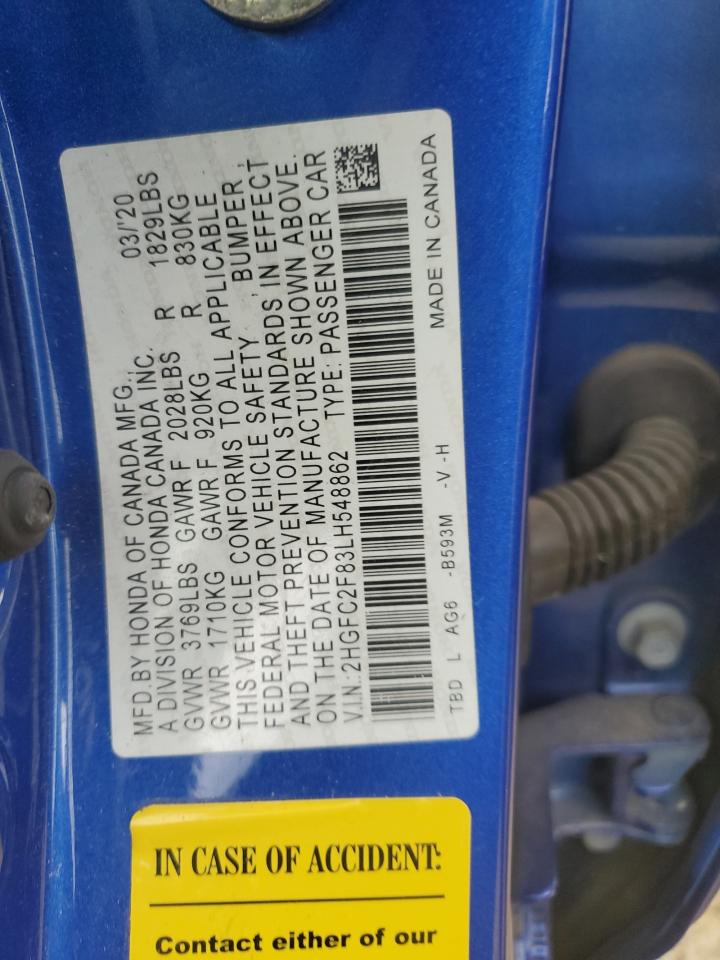 MFD.BY HONDA OF CANADA MFG., 03/'20
A DIVISION OF HONDA CANADA INC.
GVWR 3769LBS GAWR F 2028LBS R 1829LBS
GVWR 1710KG GAWR F 920KG R 830KG
THIS VEHICLE CONFORMS TO ALL APPLICABLE
FEDERAL MOTOR VEHICLE SAFETY , BUMPER ,
AND THEFT PREVENTION STANDARDS IN EFFECT
ON THE DATE OF MANUFACTURE SHOWN ABOVE.
V.I.N.:2HGFC2F83LH548862 TYPE: PASSENGER CAR
TBD L AG6 -B593M -V -H MADE IN CANADA
IN CASE OF ACCIDENT:
Contact either of our